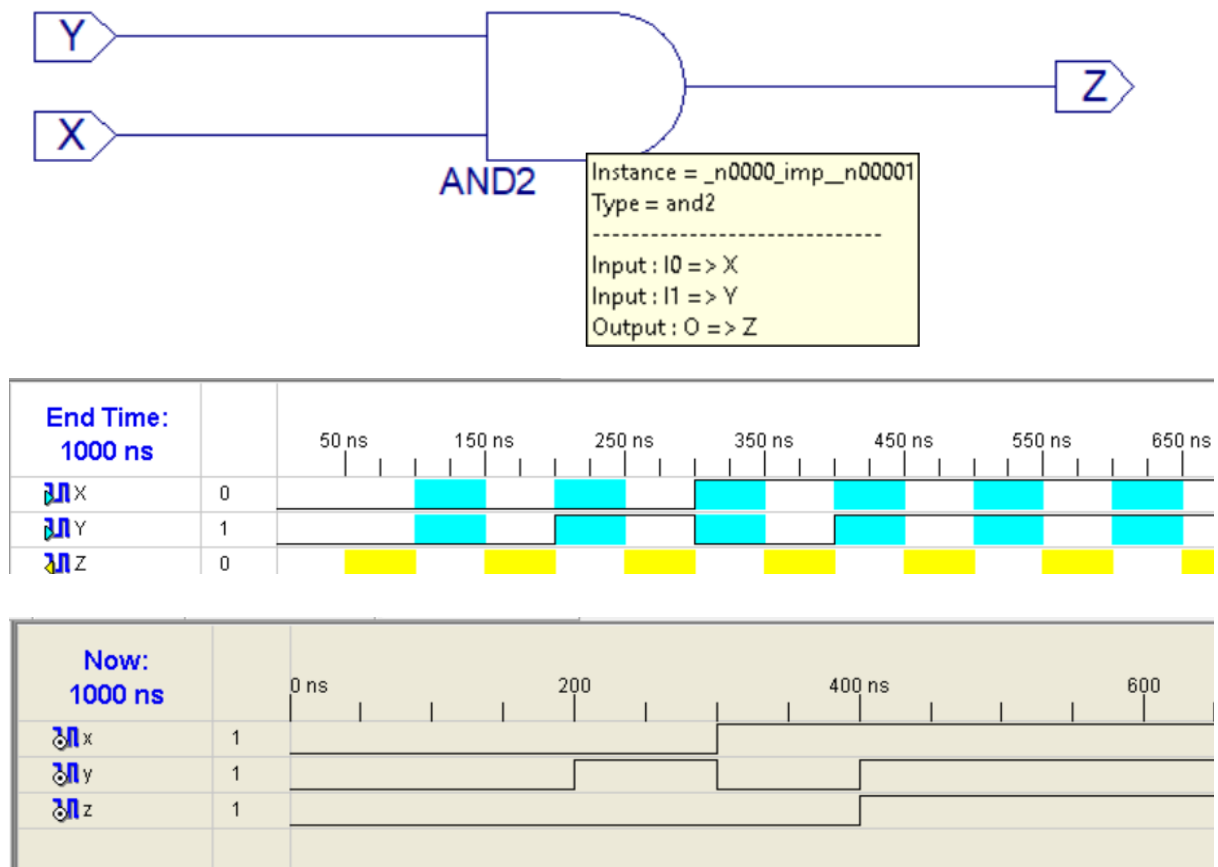 Y
X
Z
AND2
Instance = _n0000_imp__n00001
Type = and2
-----------------------------
Input : I0 => X
Input : I1 => Y
Output : O => Z
End Time:
1000 ns
50 ns 150 ns 250 ns 350 ns 450 ns 550 ns 650 ns
X 0
Y 1
Z 0
Now:
1000 ns
0 ns 200 400 ns 600
x 1
y 1
z 1